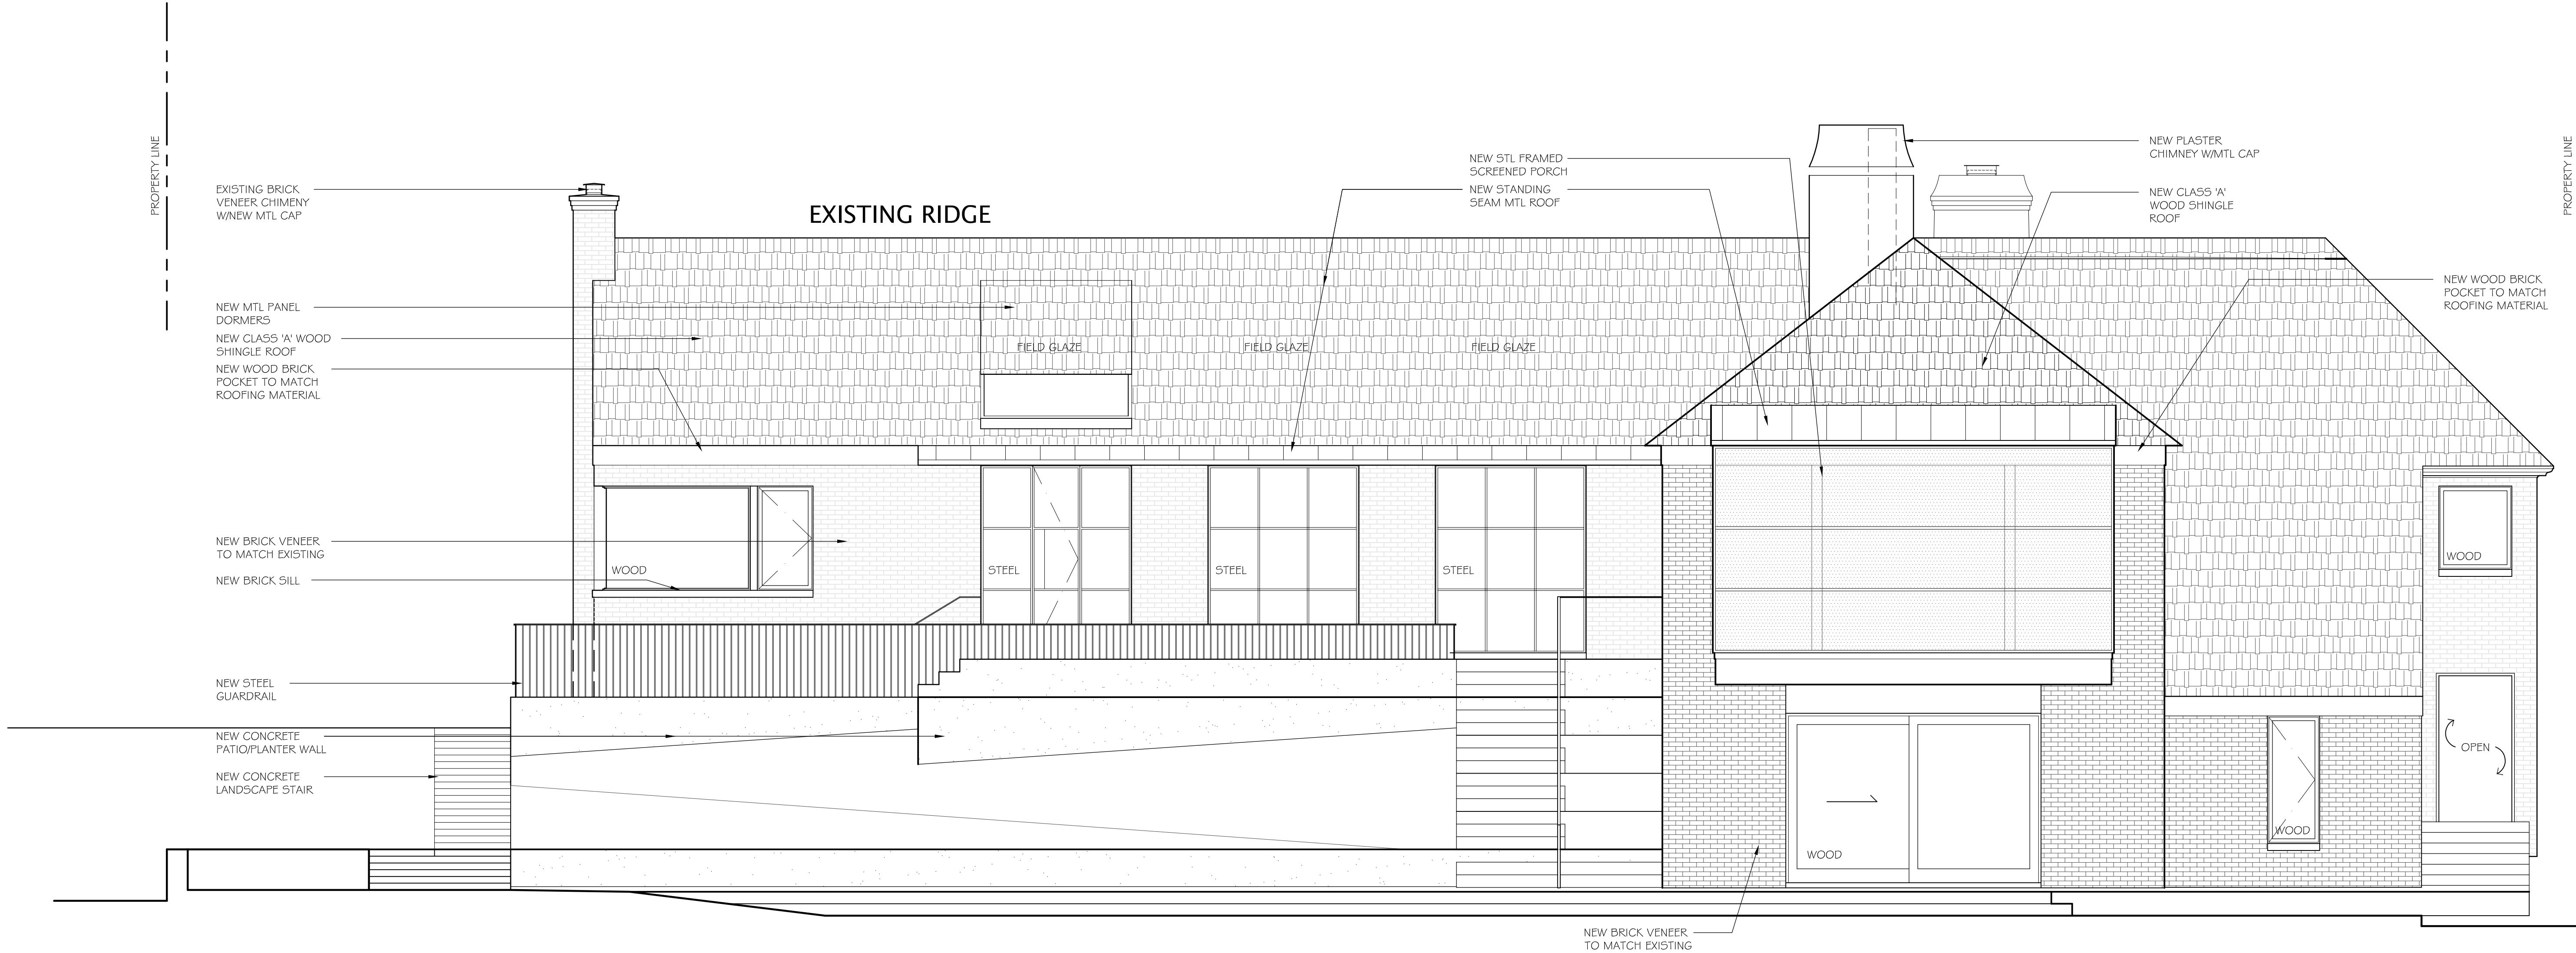 PROPERTY LINE
EXISTING BRICK
VENEER CHIMENY
W/NEW MTL CAP
EXISTING RIDGE
NEW STL FRAMED
SCREENED PORCH
NEW STANDING
SEAM MTL ROOF
NEW PLASTER
CHIMNEY W/MTL CAP
NEW CLASS 'A'
WOOD SHINGLE
ROOF
PROPERTY LINE
NEW WOOD BRICK
POCKET TO MATCH
ROOFING MATERIAL
NEW MTL PANEL
DORMERS
NEW CLASS 'A' WOOD
SHINGLE ROOF
NEW WOOD BRICK
POCKET TO MATCH
ROOFING MATERIAL
FIELD GLAZE
FIELD GLAZE
FIELD GLAZE
NEW BRICK VENEER
TO MATCH EXISTING
NEW BRICK SILL
WOOD
STEEL
STEEL
STEEL
WOOD
NEW STEEL
GUARDRAIL
NEW CONCRETE
PATIO/PLANTER WALL
NEW CONCRETE
LANDSCAPE STAIR
OPEN
WOOD
WOOD
NEW BRICK VENEER
TO MATCH EXISTING